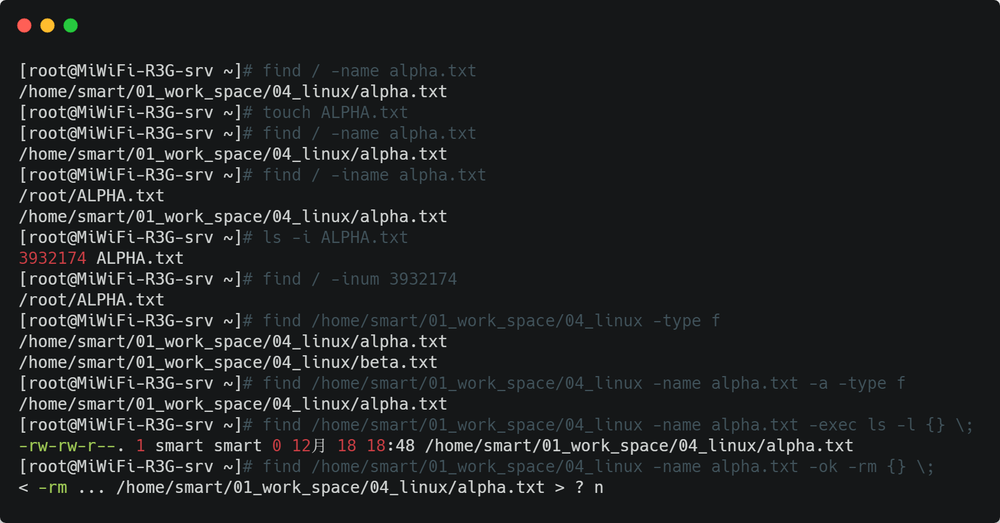 [root@MiWiFi-R3G-srv ~]# find / -name alpha.txt
/home/smart/01_work_space/04_linux/alpha.txt
[root@MiWiFi-R3G-srv ~]# touch ALPHA.txt
[root@MiWiFi-R3G-srv ~]# find / -name alpha.txt
/home/smart/01_work_space/04_linux/alpha.txt
[root@MiWiFi-R3G-srv ~]# find / -iname alpha.txt
/root/ALPHA.txt
/home/smart/01_work_space/04_linux/alpha.txt
[root@MiWiFi-R3G-srv ~]# ls -i ALPHA.txt
3932174 ALPHA.txt
[root@MiWiFi-R3G-srv ~]# find / -inum 3932174
/root/ALPHA.txt
[root@MiWiFi-R3G-srv ~]# find /home/smart/01_work_space/04_linux -type f
/home/smart/01_work_space/04_linux/alpha.txt
/home/smart/01_work_space/04_linux/beta.txt
[root@MiWiFi-R3G-srv ~]# find /home/smart/01_work_space/04_linux -name alpha.txt -a -type f
/home/smart/01_work_space/04_linux/alpha.txt
[root@MiWiFi-R3G-srv ~]# find /home/smart/01_work_space/04_linux -name alpha.txt -exec ls -l {} \;
-rw-rw-r--. 1 smart smart 0 12月 18 18:48 /home/smart/01_work_space/04_linux/alpha.txt
[root@MiWiFi-R3G-srv ~]# find /home/smart/01_work_space/04_linux -name alpha.txt -ok -rm {} \;
< -rm ... /home/smart/01_work_space/04_linux/alpha.txt > ? n